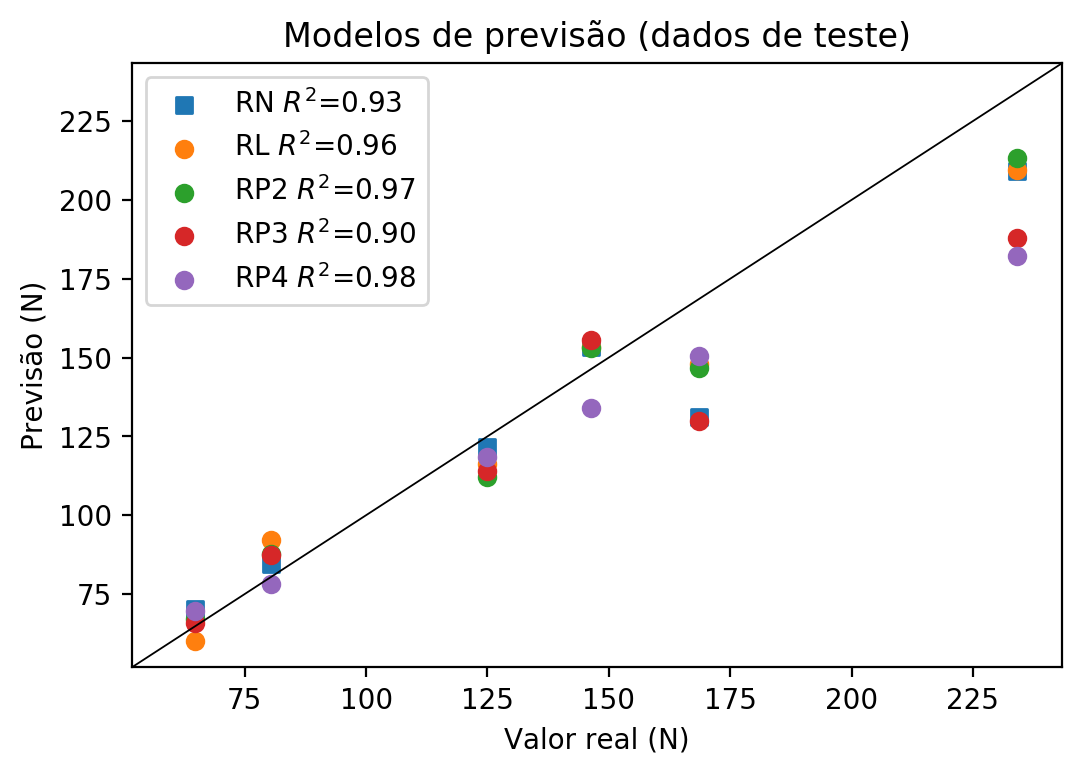 Modelos de previsão (dados de teste)
RN R²=0.93
RL R²=0.96
RP2 R²=0.97
RP3 R²=0.90
RP4 R²=0.98
225
200
175
150
125
100
75
Previsão (N)
75 100 125 150 175 200 225
Valor real (N)